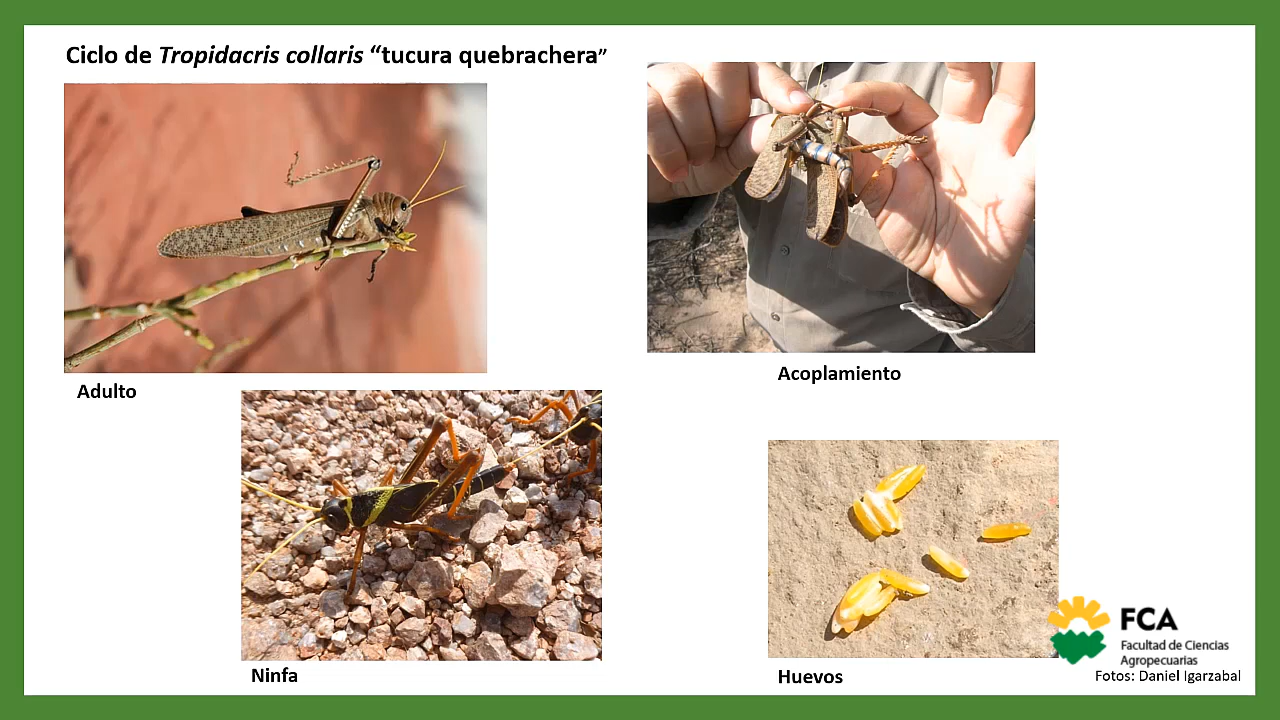 Ciclo de Tropidacris collaris “tucura quebrachera”
Adulto
Acoplamiento
Ninfa
Huevos
FCA
Facultad de Ciencias
Agropecuarias
Fotos: Daniel Igarzabal